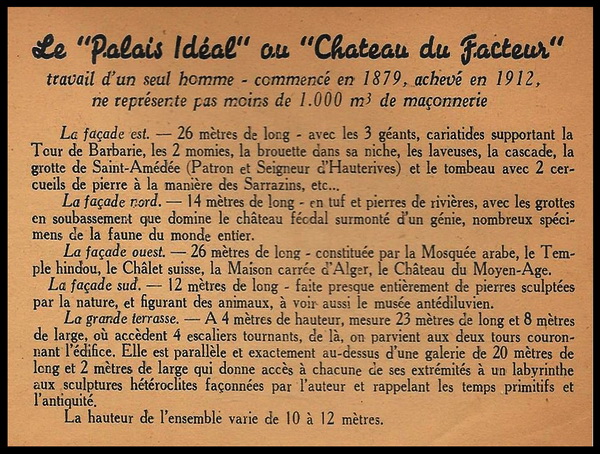 Le "Palais Idéal" ou "Chateau du Facteur"
travail d'un seul homme - commencé en 1879, achevé en 1912,
ne représente pas moins de 1.000 m³ de maçonnerie
La façade est. — 26 mètres de long - avec les 3 géants, cariatides supportant la
Tour de Barbarie, les 2 momies, la brouette dans sa niche, les laveuses, la cascade, la
grotte de Saint-Amédée (Patron et Seigneur d'Hauterives) et le tombeau avec 2 cer-
cueils de pierre à la manière des Sarrazins, etc...
La façade nord. — 14 mètres de long - en tuf et pierres de rivières, avec les grottes
en soubassement que domine le château féodal surmonté d'un génie, nombreux spéci-
mens de la faune du monde entier.
La façade ouest. — 26 mètres de long - constituée par la Mosquée arabe, le Tem-
ple hindou, le Châlet suisse, la Maison carrée d'Alger, le Château du Moyen-Age.
La façade sud. — 12 mètres de long - faite presque entièrement de pierres sculptées
par la nature, et figurant des animaux, à voir aussi le musée antédiluvien.
La grande terrasse. — A 4 mètres de hauteur, mesure 23 mètres de long et 8 mètres
de large, où accèdent 4 escaliers tournants, de là, on parvient aux deux tours couron-
nant l'édifice. Elle est parallèle et exactement au-dessus d'une galerie de 20 mètres de
long et 2 mètres de large qui donne accès à chacune de ses extrémités à un labyrinthe
aux sculptures hétéroclites façonnées par l'auteur et rappelant les temps primitifs et
l'antiquité.
La hauteur de l'ensemble varie de 10 à 12 mètres.